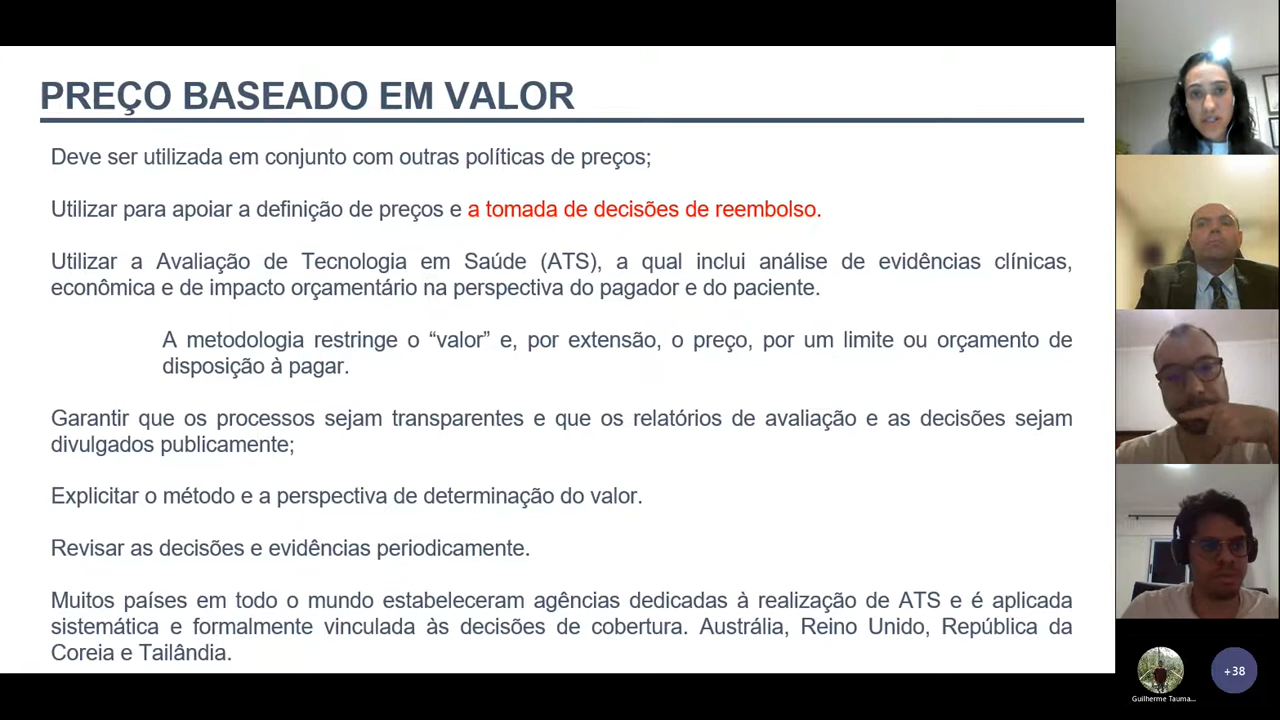 PREÇO BASEADO EM VALOR
Deve ser utilizada em conjunto com outras políticas de preços;
Utilizar para apoiar a definição de preços e a tomada de decisões de reembolso.
Utilizar a Avaliação de Tecnologia em Saúde (ATS), a qual inclui análise de evidências clínicas,
econômica e de impacto orçamentário na perspectiva do pagador e do paciente.
A metodologia restringe o “valor” e, por extensão, o preço, por um limite ou orçamento de
disposição à pagar.
Garantir que os processos sejam transparentes e que os relatórios de avaliação e as decisões sejam
divulgados publicamente;
Explicitar o método e a perspectiva de determinação do valor.
Revisar as decisões e evidências periodicamente.
Muitos países em todo o mundo estabeleceram agências dedicadas à realização de ATS e é aplicada
sistemática e formalmente vinculada às decisões de cobertura. Austrália, Reino Unido, República da
Coreia e Tailândia.
+38
Guilherme Tauma...